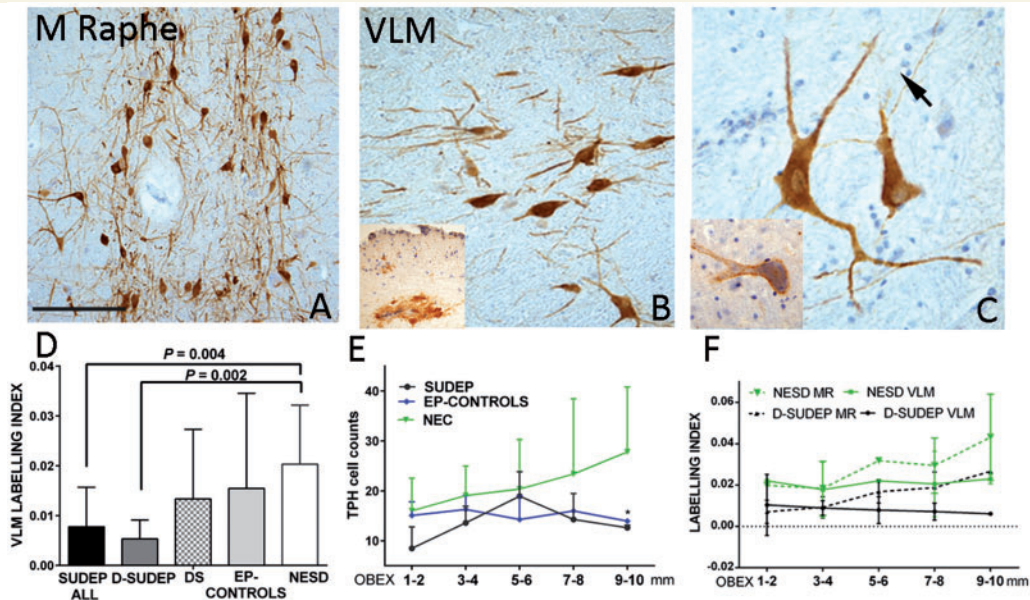 M Raphe
VLM
A
B
C
D
P = 0.004
P = 0.002
0.04
0.03
0.02
0.01
0.00
VLM LABELLING INDEX
SUDEP ALL
D-SUDEP
DS
EP-CONTROLS
NESD
E
SUDEP
EP-CONTROLS
NEC
TPH cell counts
40
30
20
10
*
OBEX 1-2 3-4 5-6 7-8 9-10 mm
F
NESD MR
NESD VLM
D-SUDEP MR
D-SUDEP VLM
LABELLING INDEX
0.06
0.04
0.02
0.00
-0.02
OBEX 1-2 3-4 5-6 7-8 9-10 mm